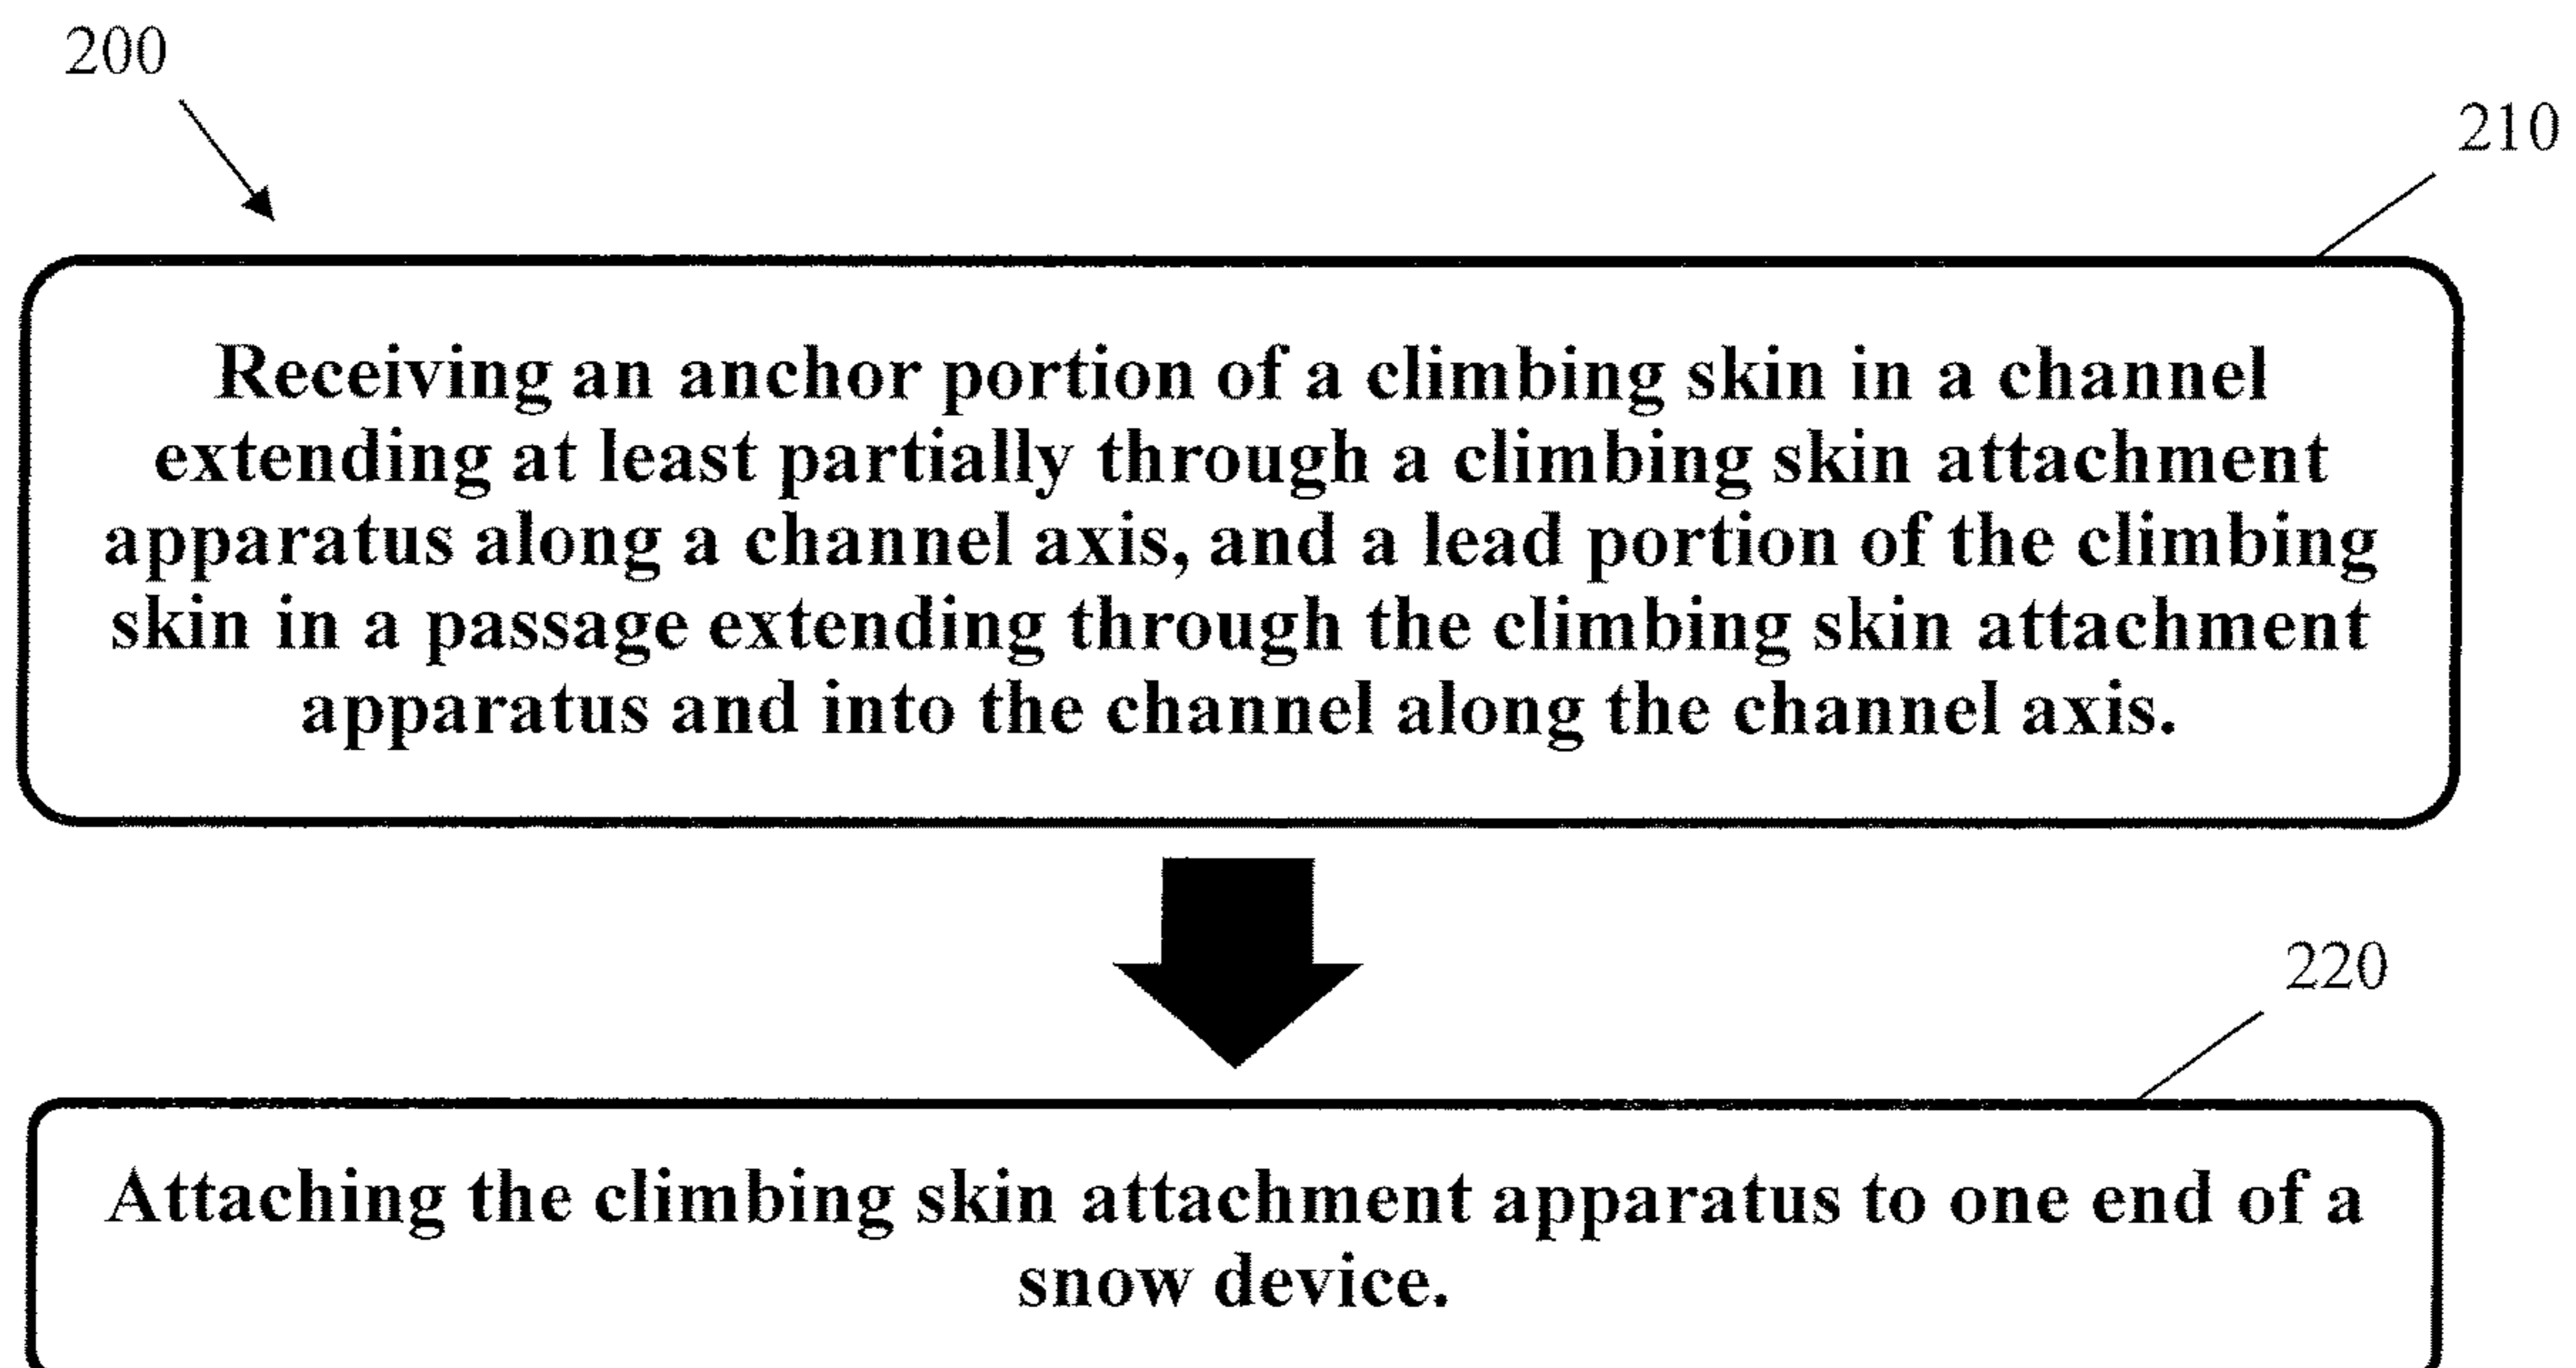 200
210
Receiving an anchor portion of a climbing skin in a channel
extending at least partially through a climbing skin attachment
apparatus along a channel axis, and a lead portion of the climbing
skin in a passage extending through the climbing skin attachment
apparatus and into the channel along the channel axis.
220
Attaching the climbing skin attachment apparatus to one end of a
snow device.